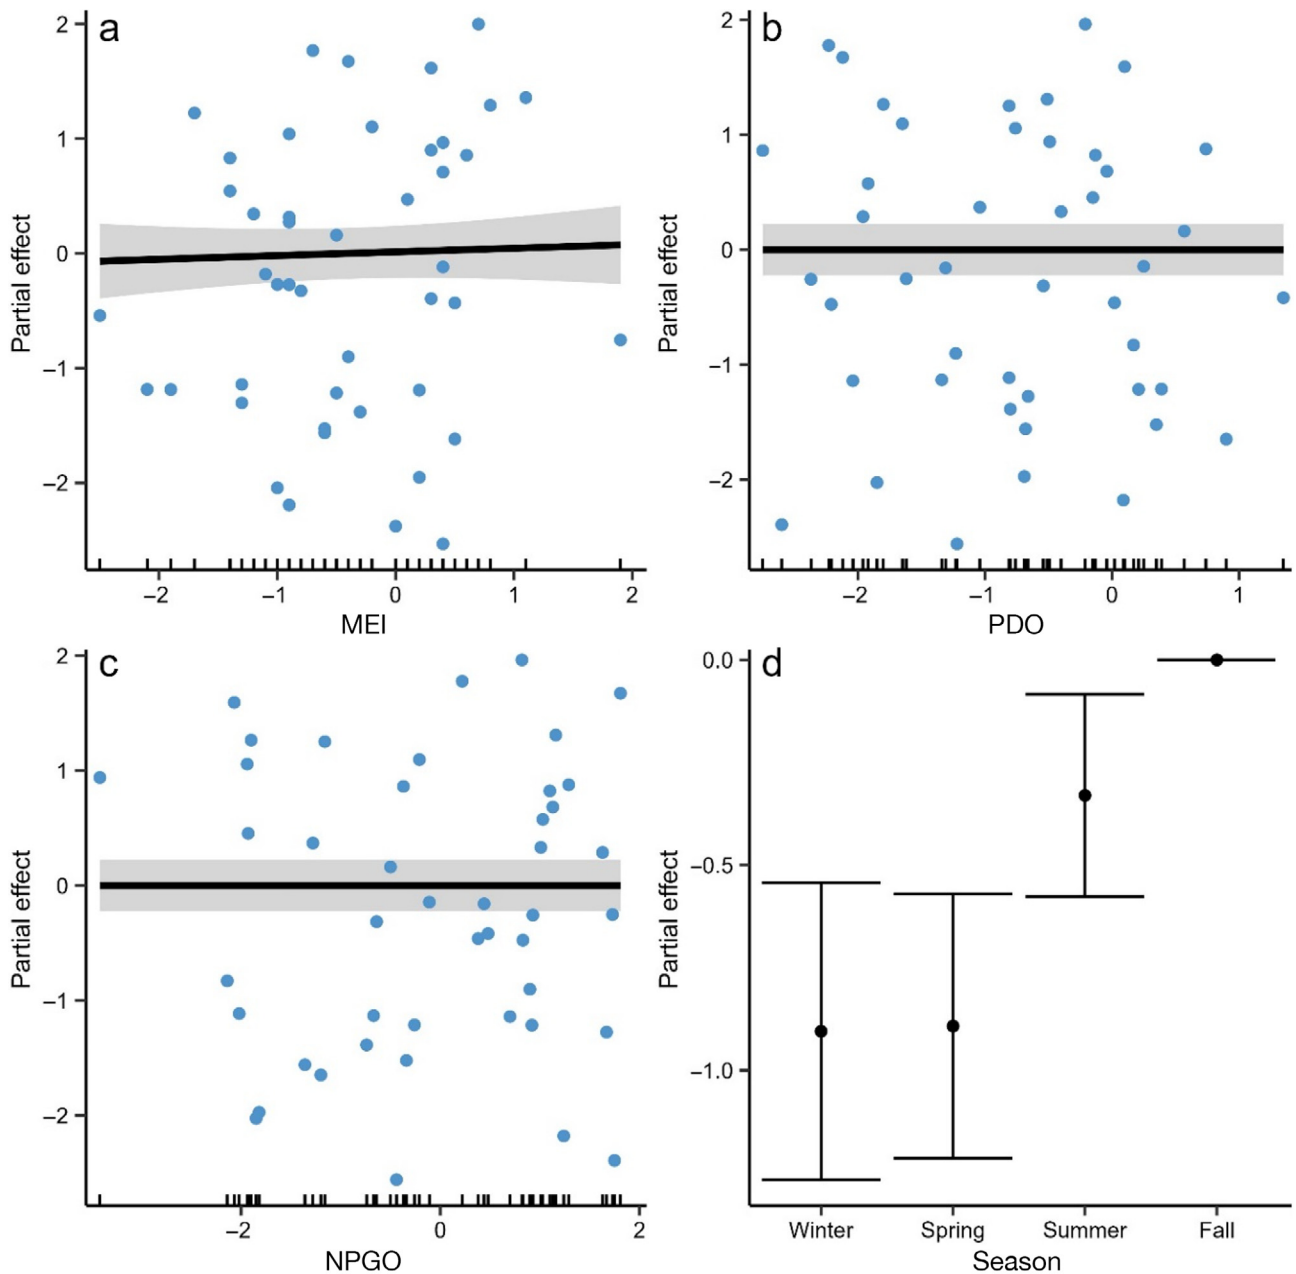 a
2
1
0
−1
−2
Partial effect
−2 −1 0 1 2
MEI
b
2
1
0
−1
−2
Partial effect
−2 −1 0 1
PDO
c
2
1
0
−1
−2
Partial effect
−2 0 2
NPGO
d
0.0
−0.5
−1.0
Partial effect
Winter Spring Summer Fall
Season